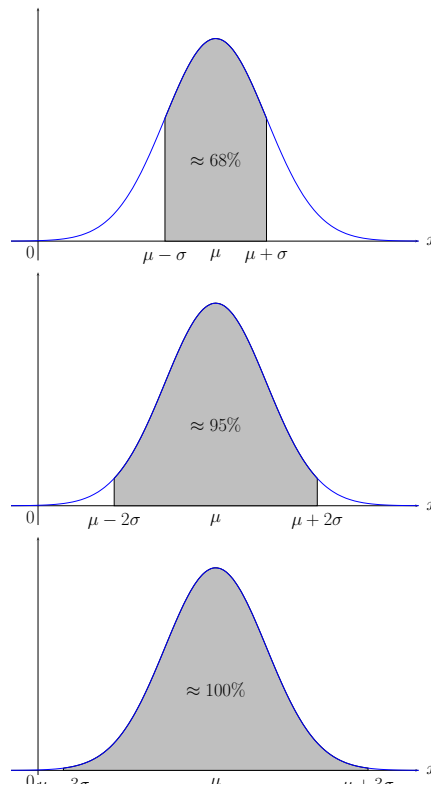 ≈ 68%
0 μ − σ μ μ + σ
≈ 95%
0 μ − 2σ μ μ + 2σ
≈ 100%
0